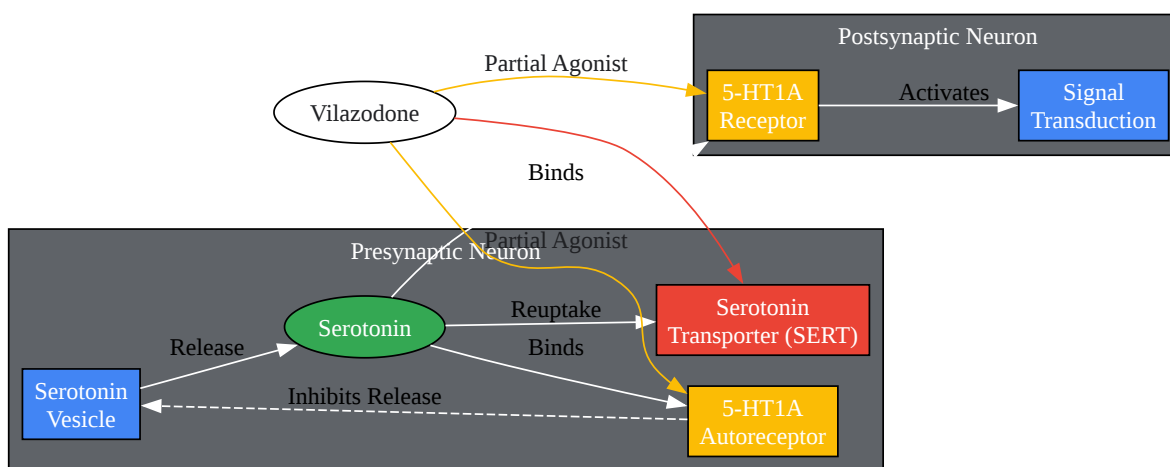 Postsynaptic Neuron
Partial Agonist
5-HT1A
Receptor
Activates
Signal
Transduction
Vilazodone
Binds
Partial Agonist
Presynaptic Neuron
Serotonin
Reuptake
Serotonin
Transporter (SERT)
Release
Binds
Serotonin
Vesicle
Inhibits Release
5-HT1A
Autoreceptor